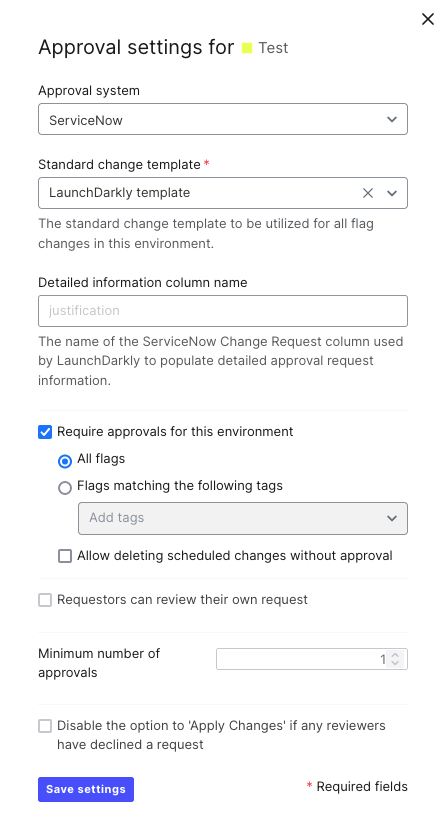 Approval settings for Test
Approval system
ServiceNow
Standard change template *
LaunchDarkly template
The standard change template to be utilized for all flag
changes in this environment.
Detailed information column name
justification
The name of the ServiceNow Change Request column used
by LaunchDarkly to populate detailed approval request
information.
Require approvals for this environment
All flags
Flags matching the following tags
Add tags
Allow deleting scheduled changes without approval
Requestors can review their own request
Minimum number of
approvals
1
Disable the option to 'Apply Changes' if any reviewers
have declined a request
Save settings
* Required fields